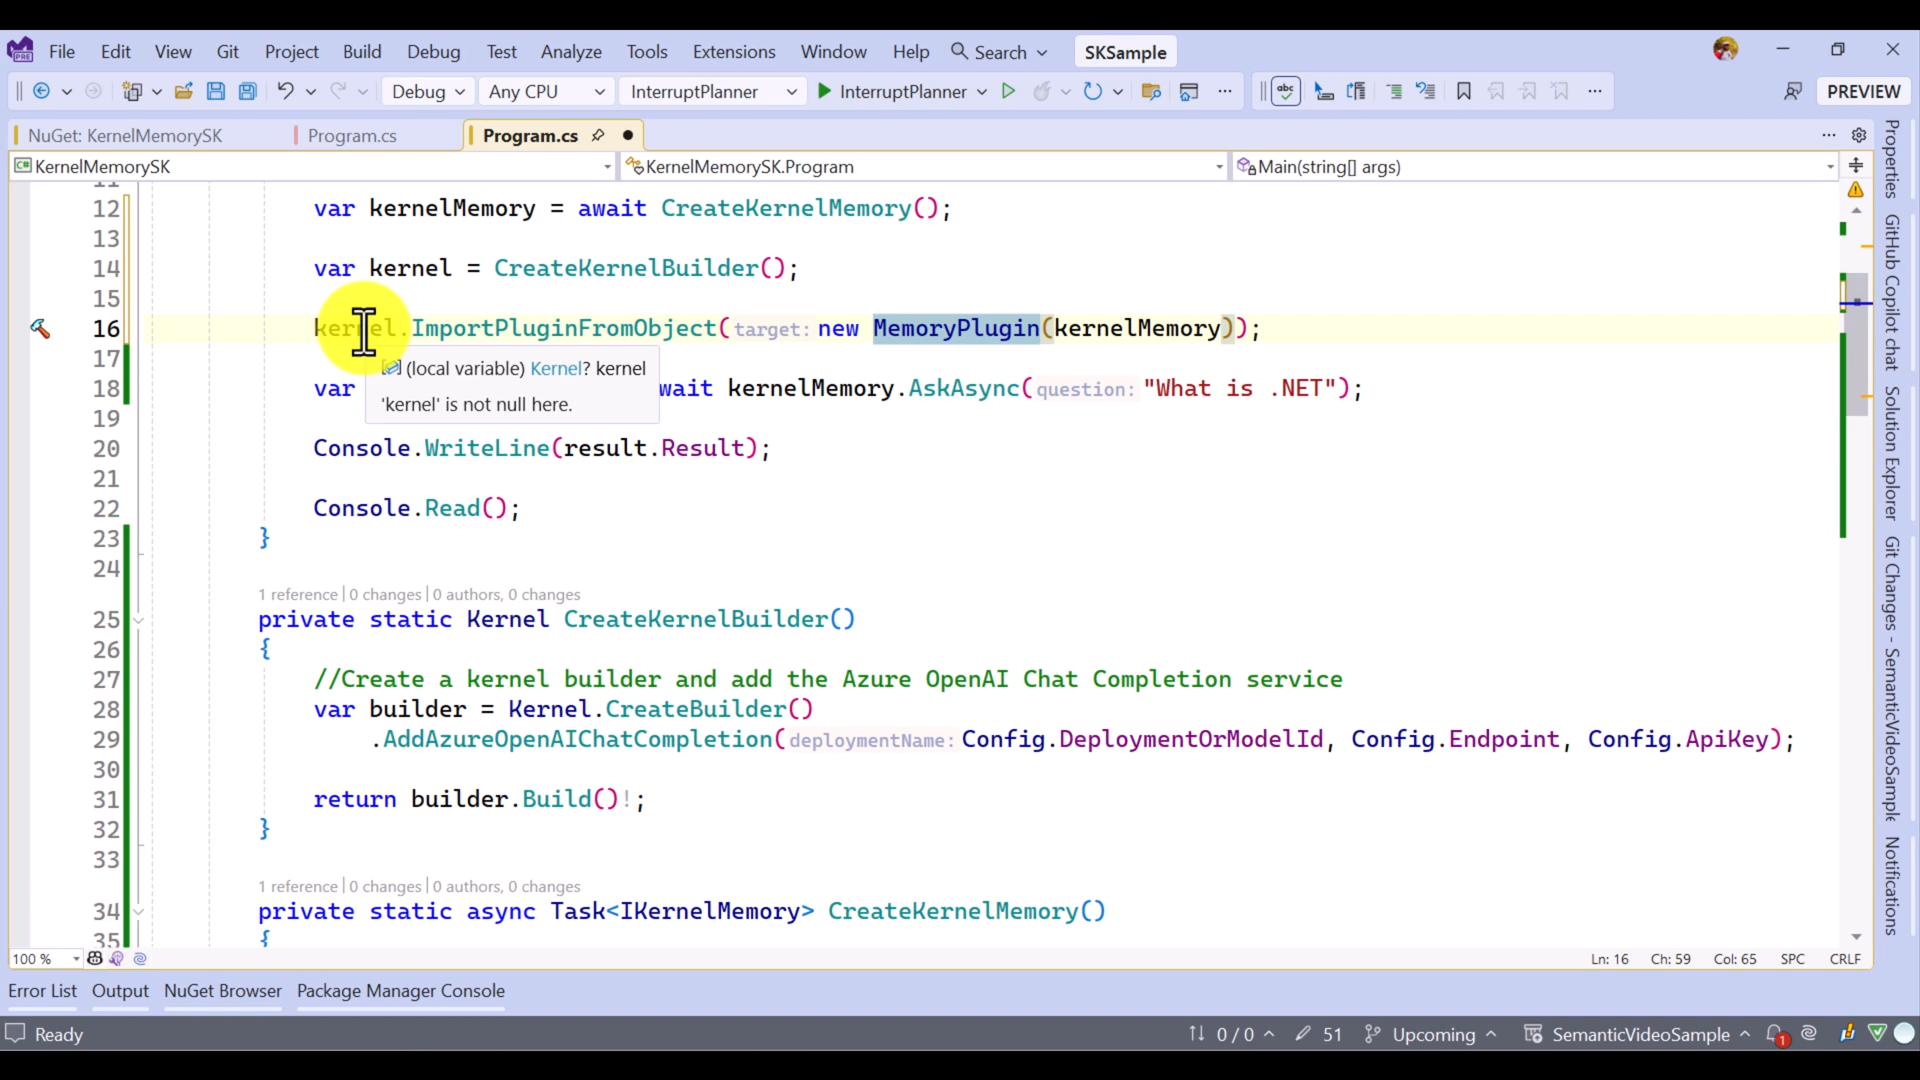 File Edit View Git Project Build Debug Test Analyze Tools Extensions Window Help Search SKSample
Debug Any CPU InterruptPlanner InterruptPlanner PREVIEW
NuGet: KernelMemorySK Program.cs Program.cs
KernelMemorySK KernelMemorySK.Program Main(string[] args)
12 var kernelMemory = await CreateKernelMemory();
13
14 var kernel = CreateKernelBuilder();
15
16 kernel.ImportPluginFromObject(target: new MemoryPlugin(kernelMemory));
17 (local variable) Kernel? kernel
18 var wait kernelMemory.AskAsync(question: "What is .NET");
'kernel' is not null here.
19
20 Console.WriteLine(result.Result);
21
22 Console.Read();
23 }
24
1 reference | 0 changes | 0 authors, 0 changes
25 private static Kernel CreateKernelBuilder()
26 {
27 //Create a kernel builder and add the Azure OpenAI Chat Completion service
28 var builder = Kernel.CreateBuilder()
29 .AddAzureOpenAIChatCompletion(deploymentName: Config.DeploymentOrModelId, Config.Endpoint, Config.ApiKey);
30
31 return builder.Build()!;
32 }
33
1 reference | 0 changes | 0 authors, 0 changes
34 private static async Task<IKernelMemory> CreateKernelMemory()
35 {
100 % Ln: 16 Ch: 59 Col: 65 SPC CRLF
Error List Output NuGet Browser Package Manager Console
Ready 0 / 0 51 Upcoming SemanticVideoSample 1
Properties
GitHub Copilot chat
Solution Explorer
Git Changes - SemanticVideoSample
Notifications